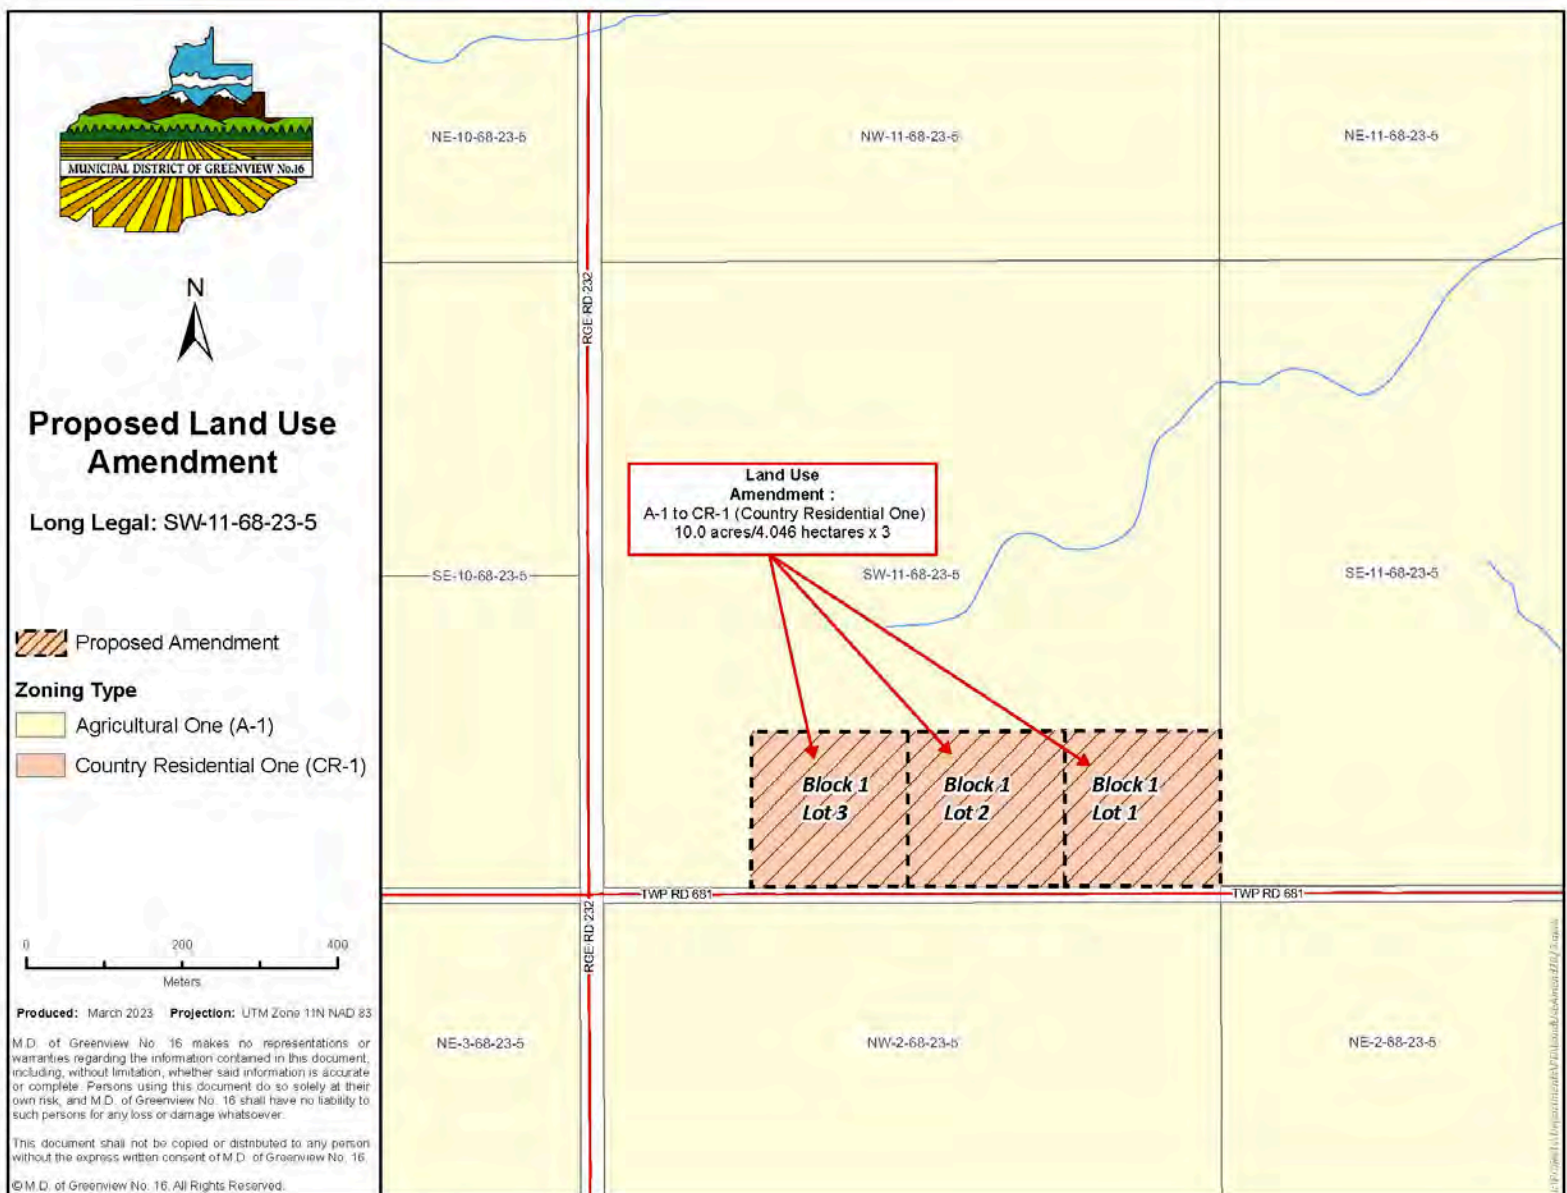 MUNICIPAL DISTRICT OF GREENVIEW No.16
N
Proposed Land Use
Amendment
Long Legal: SW-11-68-23-5
Proposed Amendment
Zoning Type
Agricultural One (A-1)
Country Residential One (CR-1)
0 200 400
Meters
Produced: March 2023 Projection: UTM Zone 11N NAD 83
M.D. of Greenview No. 16 makes no representations or
warranties regarding the information contained in this document,
including, without limitation, whether said information is accurate
or complete. Persons using this document do so solely at their
own risk, and M.D. of Greenview No. 16 shall have no liability to
such persons for any loss or damage whatsoever.
This document shall not be copied or distributed to any person
without the express written consent of M.D. of Greenview No. 16.
© M.D. of Greenview No. 16. All Rights Reserved.
NE-10-68-23-5
NW-11-68-23-5
NE-11-68-23-5
RGE RD 232
Land Use
Amendment :
A-1 to CR-1 (Country Residential One)
10.0 acres/4.046 hectares x 3
SE-10-68-23-5
SW-11-68-23-5
SE-11-68-23-5
Block 1
Lot 3
Block 1
Lot 2
Block 1
Lot 1
TWP RD 681
TWP RD 681
RGE RD 232
NE-3-68-23-5
NW-2-68-23-5
NE-2-68-23-5